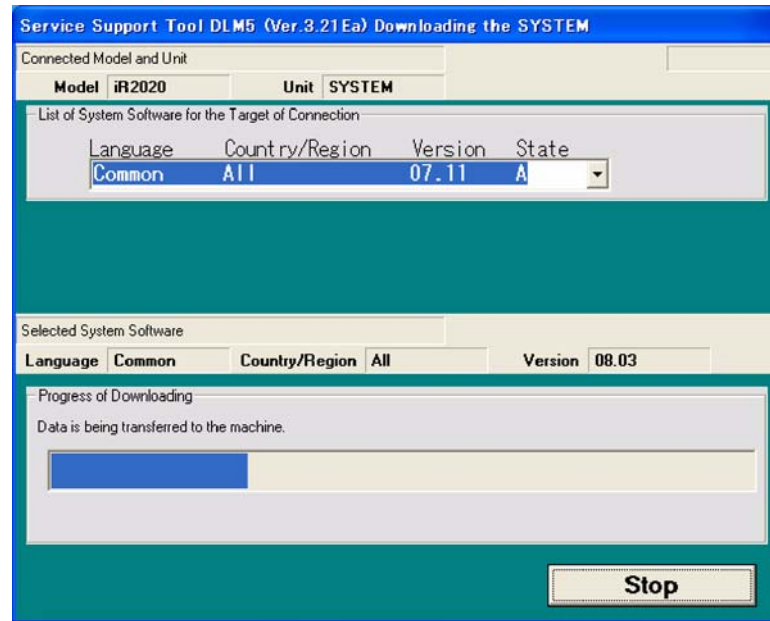 Service Support Tool DLM5 (Ver.3.21Ea) Downloading the SYSTEM
Connected Model and Unit
Model iR2020 Unit SYSTEM
List of System Software for the Target of Connection
Language Country/Region Version State
Common All 07.11 A
Selected System Software
Language Common Country/Region All Version 08.03
Progress of Downloading
Data is being transferred to the machine.
Stop